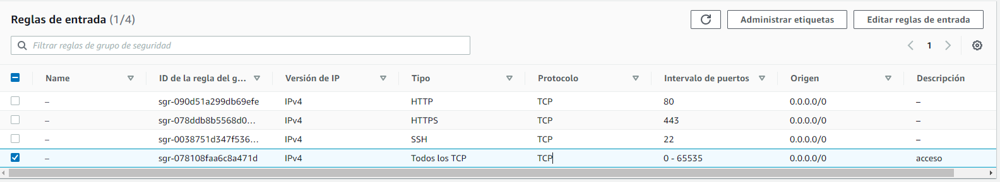 Reglas de entrada (1/4)
Administrar etiquetas
Editar reglas de entrada
Filtrar reglas de grupo de seguridad
1
Name ID de la regla del g... Versión de IP Tipo Protocolo Intervalo de puertos Origen Descripción
– sgr-090d51a299db69efe IPv4 HTTP TCP 80 0.0.0.0/0 –
– sgr-078ddb8b5568d0... IPv4 HTTPS TCP 443 0.0.0.0/0 –
– sgr-0038751d347f536... IPv4 SSH TCP 22 0.0.0.0/0 –
– sgr-078108faa6c8a471d IPv4 Todos los TCP TCP 0 - 65535 0.0.0.0/0 acceso